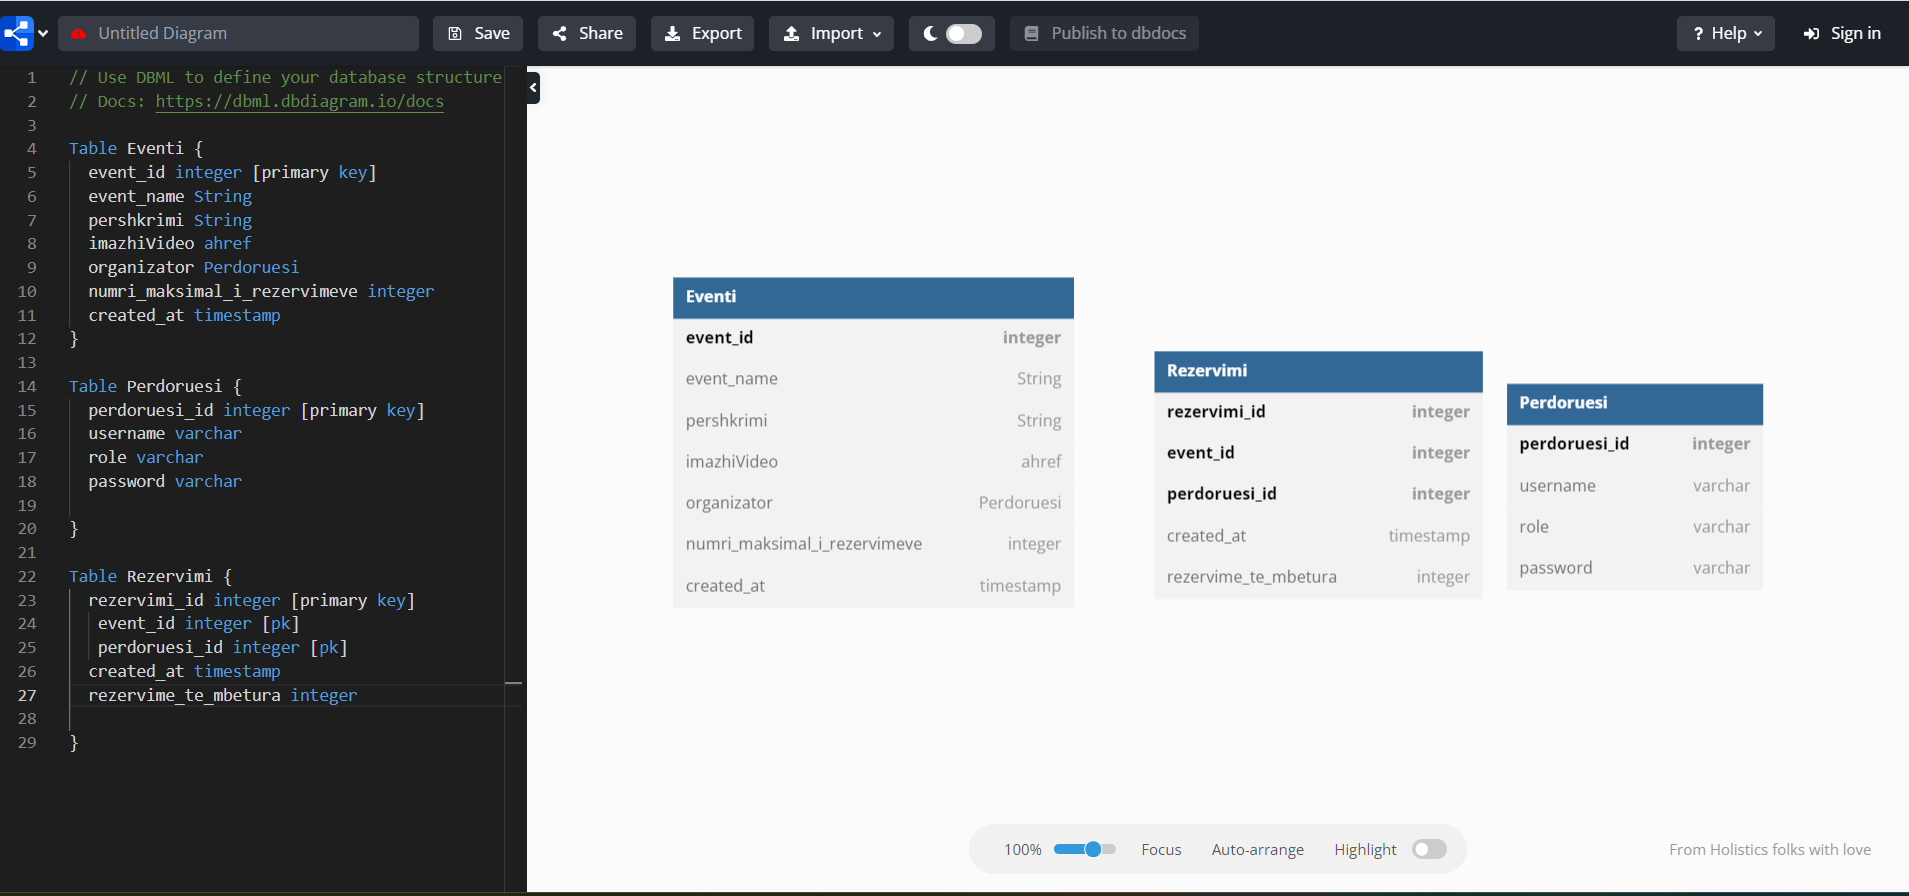 Untitled Diagram
Save
Share
Export
Import
Publish to dbdocs
? Help
Sign in
1 // Use DBML to define your database structure
2 // Docs: https://dbml.dbdiagram.io/docs
3
4 Table Eventi {
5 event_id integer [primary key]
6 event_name String
7 pershkrimi String
8 imazhiVideo ahref
9 organizator Perdoruesi
10 numri_maksimal_i_rezervimeve integer
11 created_at timestamp
12 }
13
14 Table Perdoruesi {
15 perdoruesi_id integer [primary key]
16 username varchar
17 role varchar
18 password varchar
19
20 }
21
22 Table Rezervimi {
23 rezervimi_id integer [primary key]
24 event_id integer [pk]
25 perdoruesi_id integer [pk]
26 created_at timestamp
27 rezervime_te_mbetura integer
28
29 }
Eventi
event_id integer
event_name String
pershkrimi String
imazhiVideo ahref
organizator Perdoruesi
numri_maksimal_i_rezervimeve integer
created_at timestamp
Rezervimi
rezervimi_id integer
event_id integer
perdoruesi_id integer
created_at timestamp
rezervime_te_mbetura integer
Perdoruesi
perdoruesi_id integer
username varchar
role varchar
password varchar
100%
Focus
Auto-arrange
Highlight
From Holistics folks with love